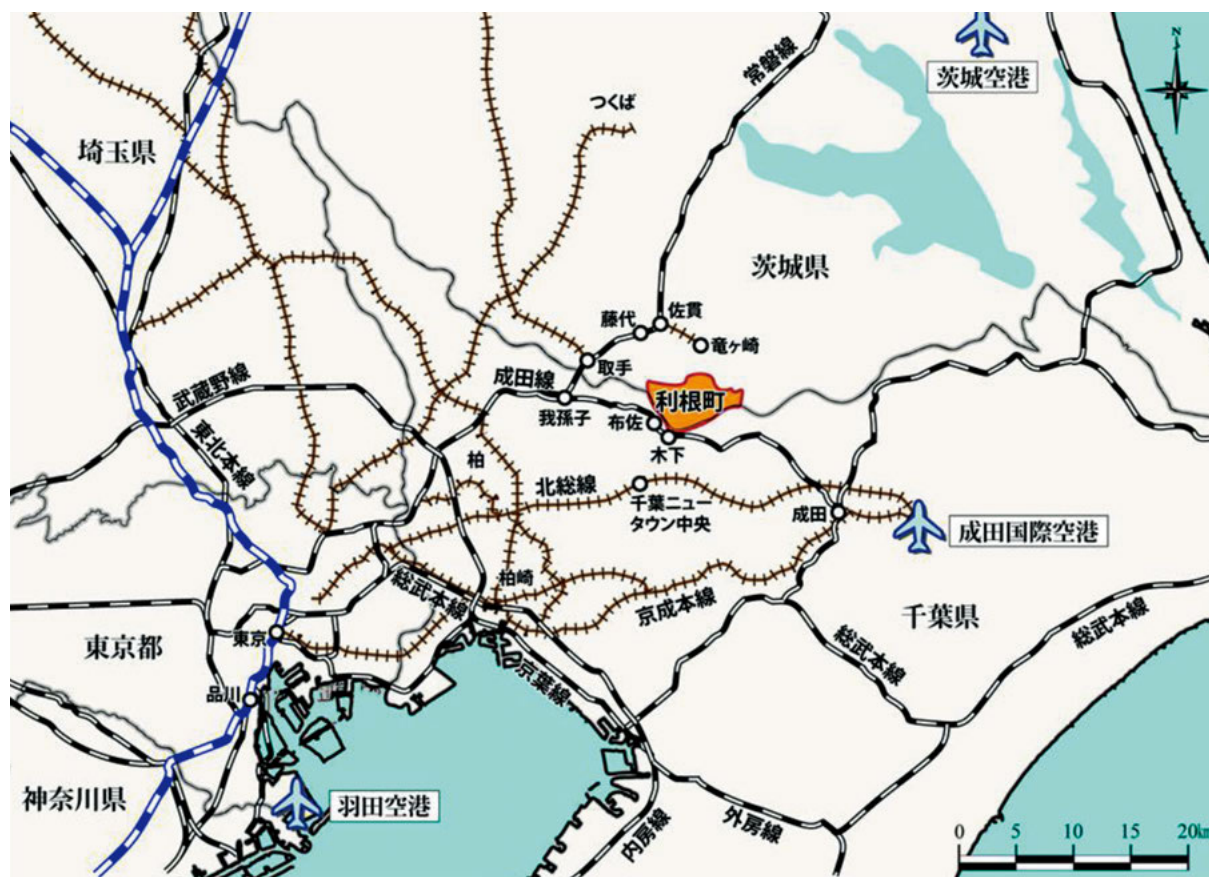 N
茨城空港
常磐線
つくば
埼玉県
茨城県
佐貫
藤代
竜ヶ崎
取手
成田線
武蔵野線
利根町
我孫子
布佐
東北本線
木下
柏
北総線
千葉ニュー
タウン中央
成田
成田国際空港
柏崎
総武本線
京成本線
千葉県
総武本線
東京
東京都
総武本線
京葉線
品川
神奈川県
羽田空港
外房線
内房線
0 5 10 15 20km